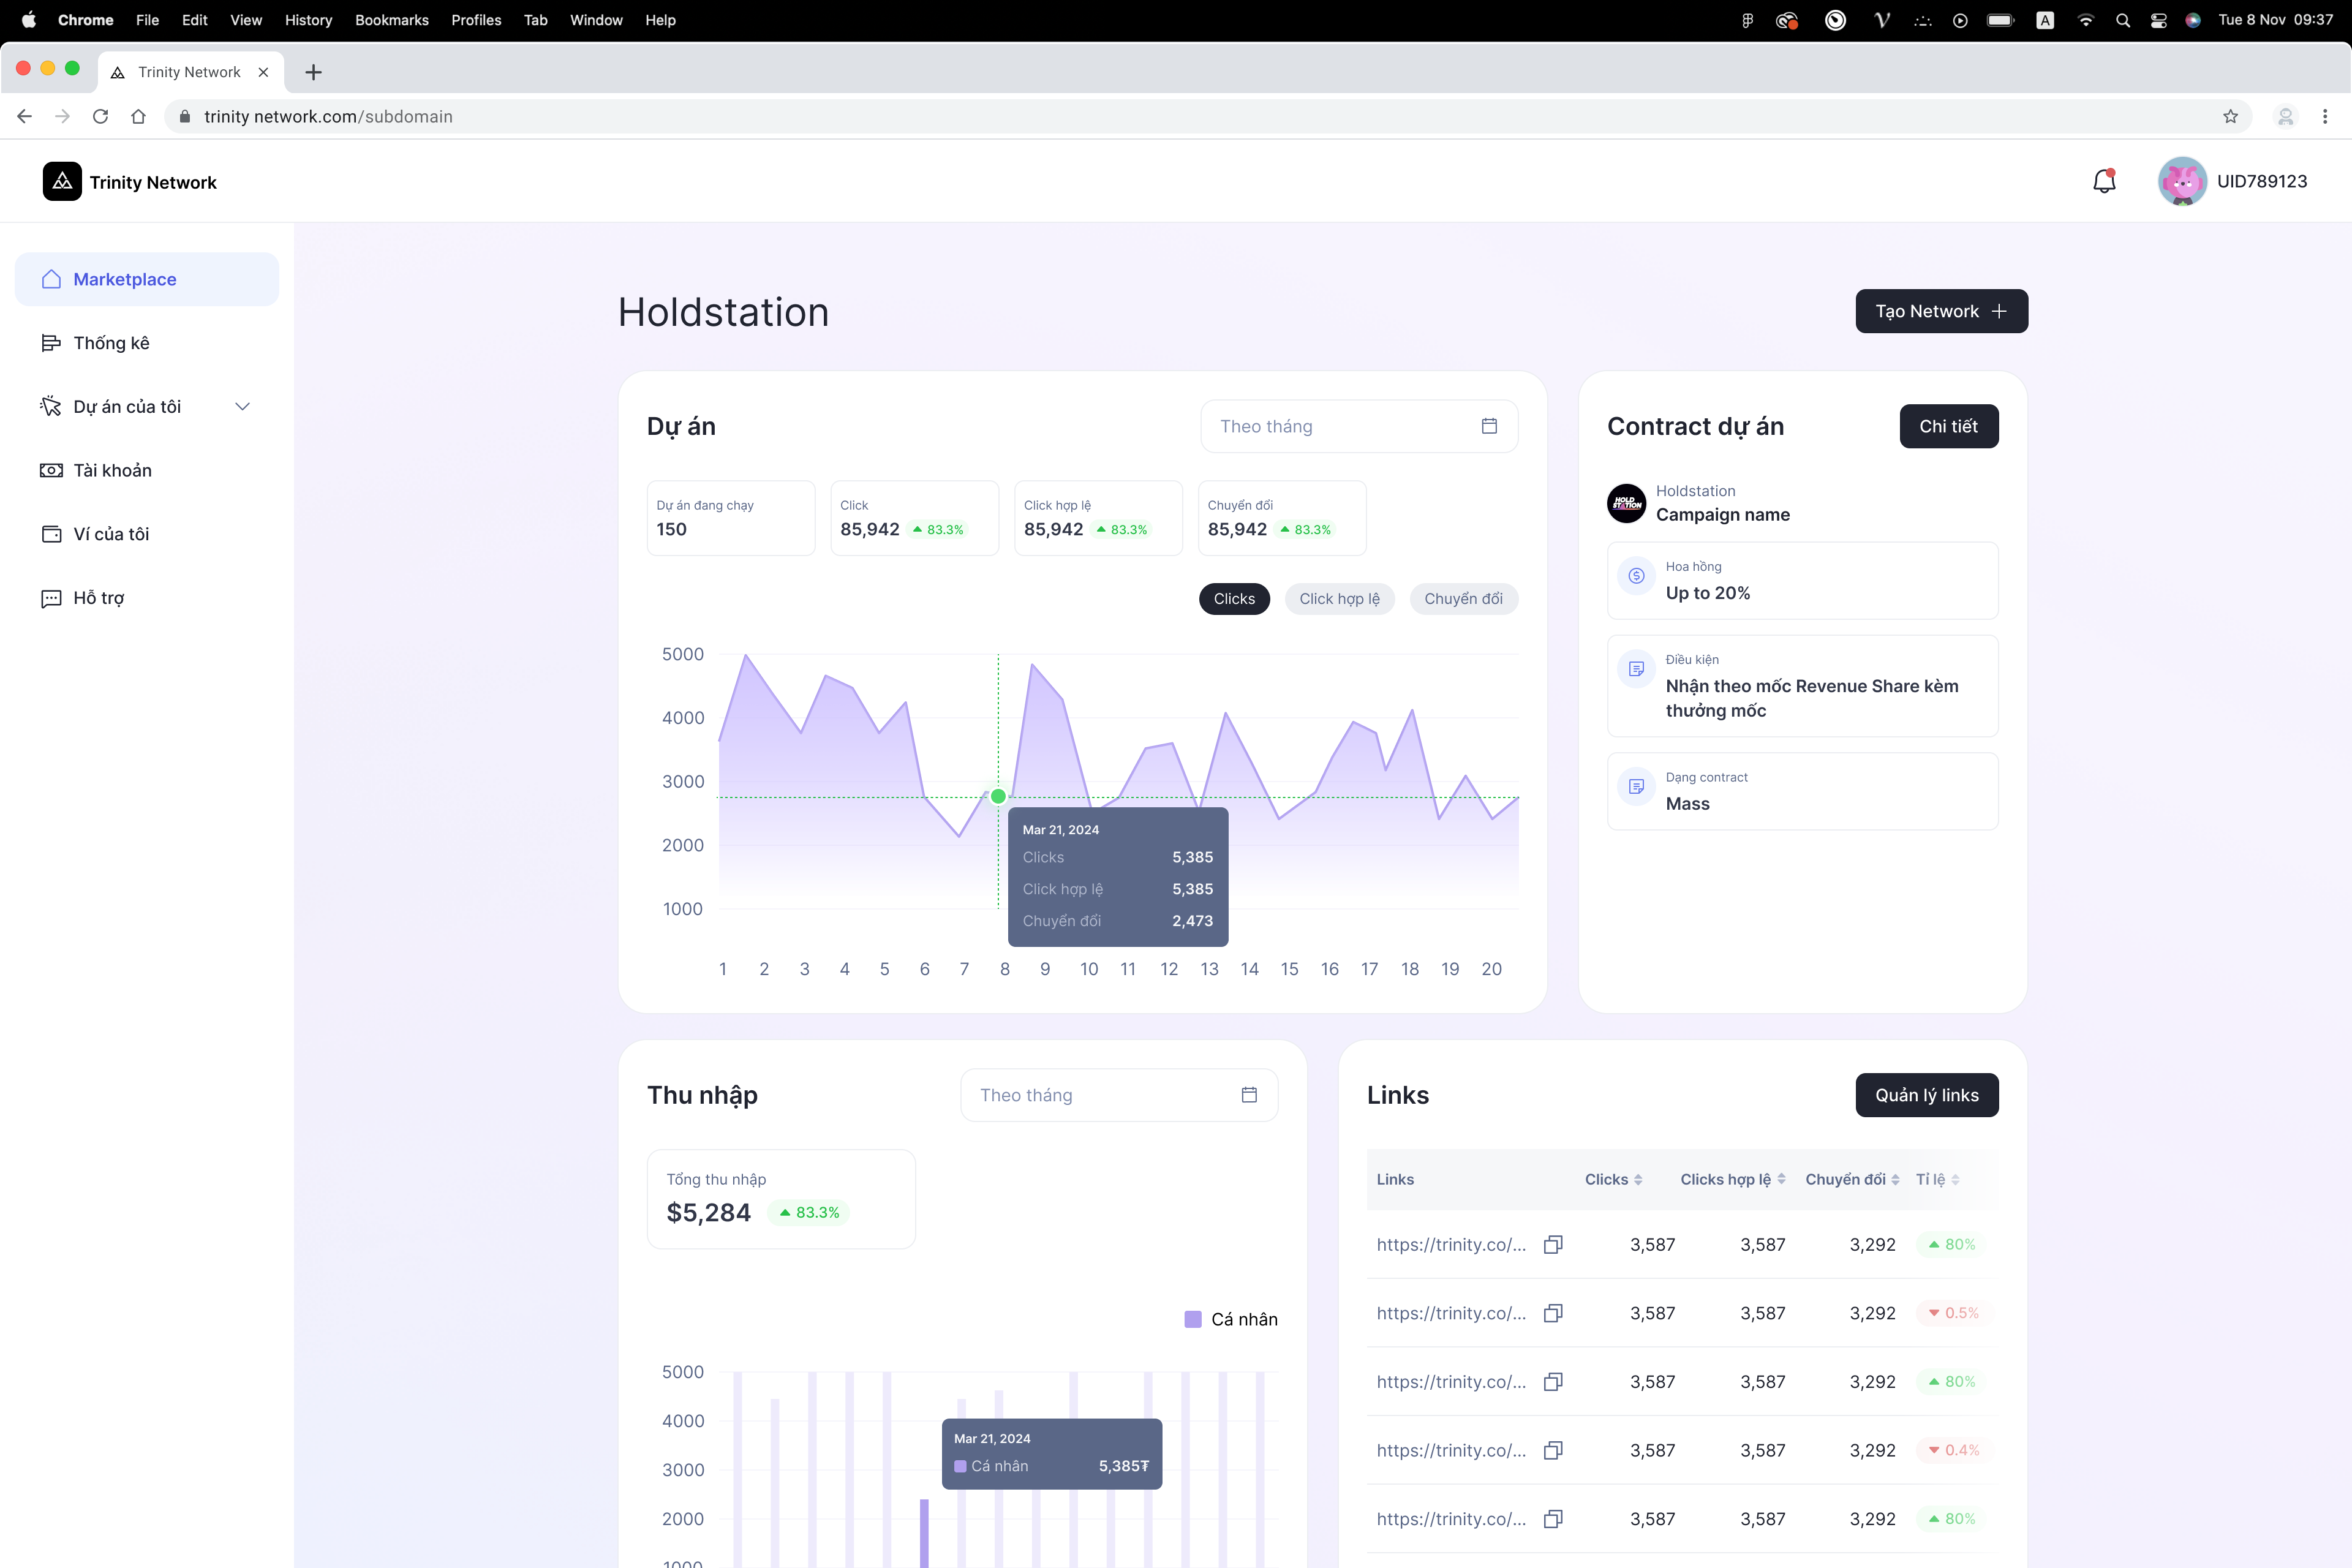 Chrome File Edit View History Bookmarks Profiles Tab Window Help
A Tue 8 Nov 09:37
Trinity Network
trinity network.com/subdomain
Trinity Network
UID789123
Marketplace
Thống kê
Dự án của tôi
Tài khoản
Ví của tôi
Hỗ trợ
Holdstation
Tạo Network
Dự án
Theo tháng
Dự án đang chạy
150
Click
85,942 83.3%
Click hợp lệ
85,942 83.3%
Chuyển đổi
85,942 83.3%
Clicks Click hợp lệ Chuyển đổi
5000
4000
3000
2000
1000
Mar 21, 2024
Clicks 5,385
Click hợp lệ 5,385
Chuyển đổi 2,473
1 2 3 4 5 6 7 8 9 10 11 12 13 14 15 16 17 18 19 20
Contract dự án
Chi tiết
HOLD
STATION
Holdstation
Campaign name
Hoa hồng
Up to 20%
Điều kiện
Nhận theo mốc Revenue Share kèm
thưởng mốc
Dạng contract
Mass
Thu nhập
Theo tháng
Tổng thu nhập
$5,284 83.3%
Cá nhân
5000
4000
3000
2000
1000
Mar 21, 2024
Cá nhân 5,385₮
Links
Quản lý links
Links Clicks Clicks hợp lệ Chuyển đổi Tỉ lệ
https://trinity.co/... 3,587 3,587 3,292 80%
https://trinity.co/... 3,587 3,587 3,292 0.5%
https://trinity.co/... 3,587 3,587 3,292 80%
https://trinity.co/... 3,587 3,587 3,292 0.4%
https://trinity.co/... 3,587 3,587 3,292 80%